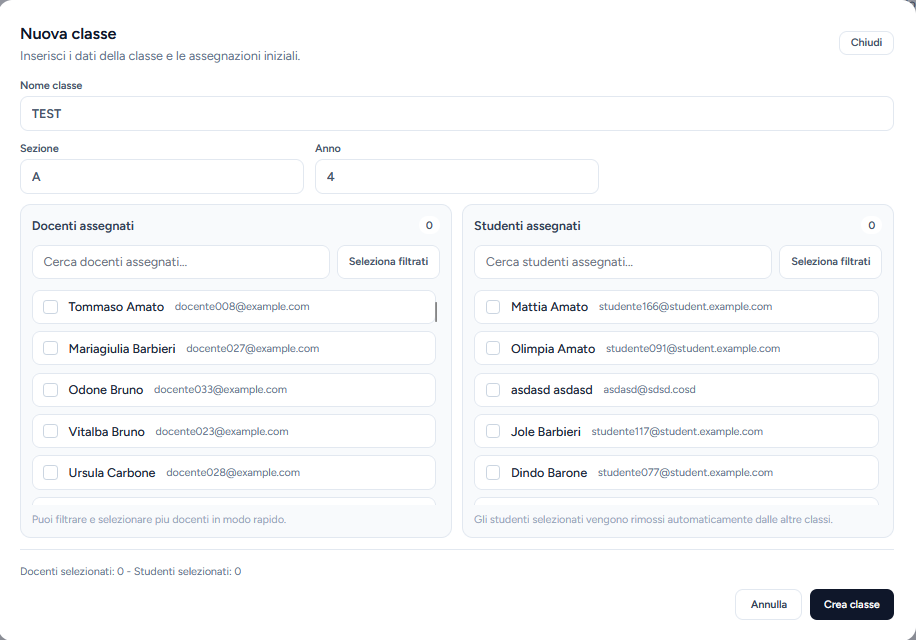 Nuova classe
Inserisci i dati della classe e le assegnazioni iniziali.
Chiudi
Nome classe
TEST
Sezione
Anno
A
4
Docenti assegnati
0
Cerca docenti assegnati...
Seleziona filtrati
Tommaso Amato docente008@example.com
Mariagiulia Barbieri docente027@example.com
Odone Bruno docente033@example.com
Vitalba Bruno docente023@example.com
Ursula Carbone docente028@example.com
Puoi filtrare e selezionare piu docenti in modo rapido.
Studenti assegnati
0
Cerca studenti assegnati...
Seleziona filtrati
Mattia Amato studente166@student.example.com
Olimpia Amato studente091@student.example.com
asdasd asdasd asdasd@sdsd.cosd
Jole Barbieri studente117@student.example.com
Dindo Barone studente077@student.example.com
Gli studenti selezionati vengono rimossi automaticamente dalle altre classi.
Docenti selezionati: 0 - Studenti selezionati: 0
Annulla
Crea classe